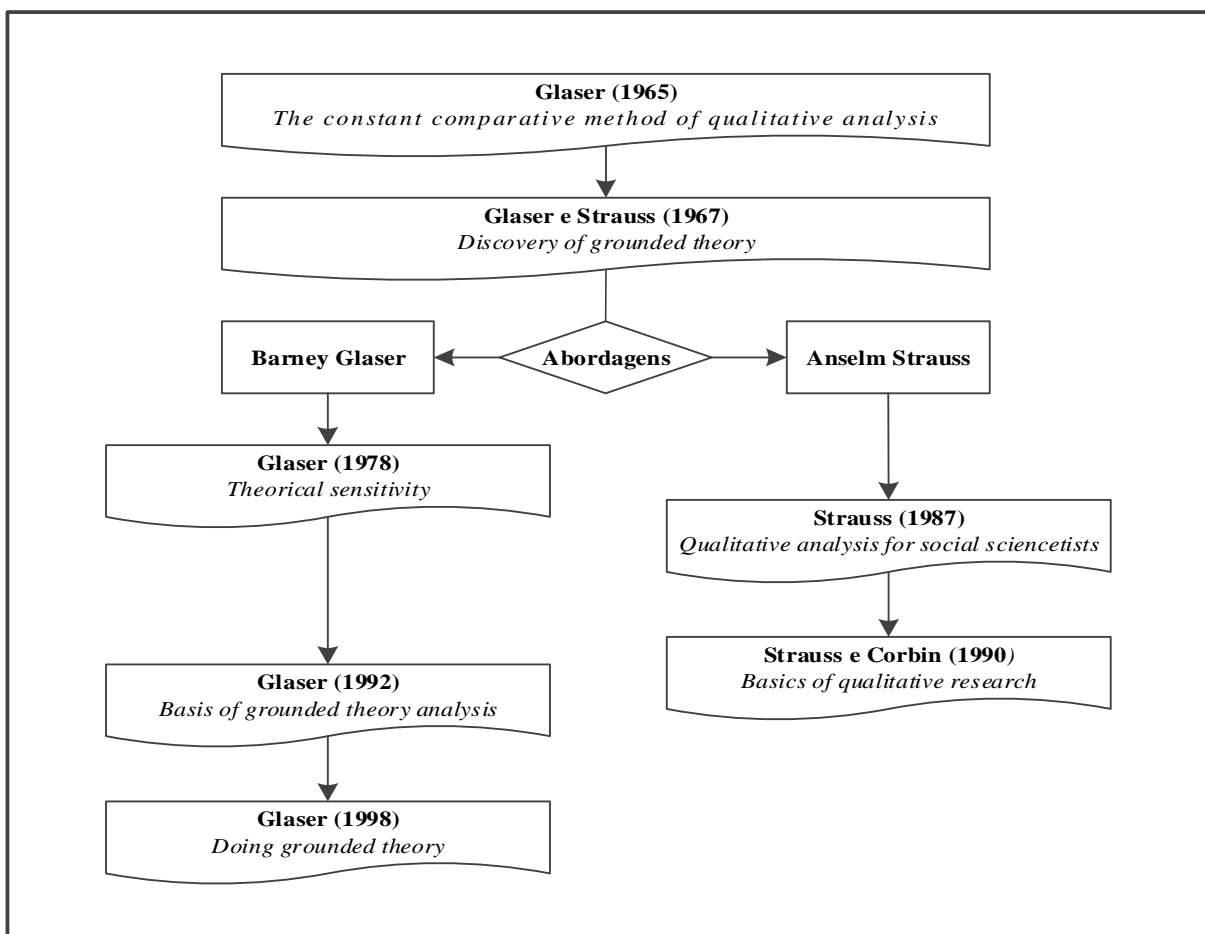 Glaser (1965)
The constant comparative method of qualitative analysis
Glaser e Strauss (1967)
Discovery of grounded theory
Barney Glaser
Abordagens
Anselm Strauss
Glaser (1978)
Theorical sensitivity
Strauss (1987)
Qualitative analysis for social sciencetists
Strauss e Corbin (1990)
Basics of qualitative research
Glaser (1992)
Basis of grounded theory analysis
Glaser (1998)
Doing grounded theory